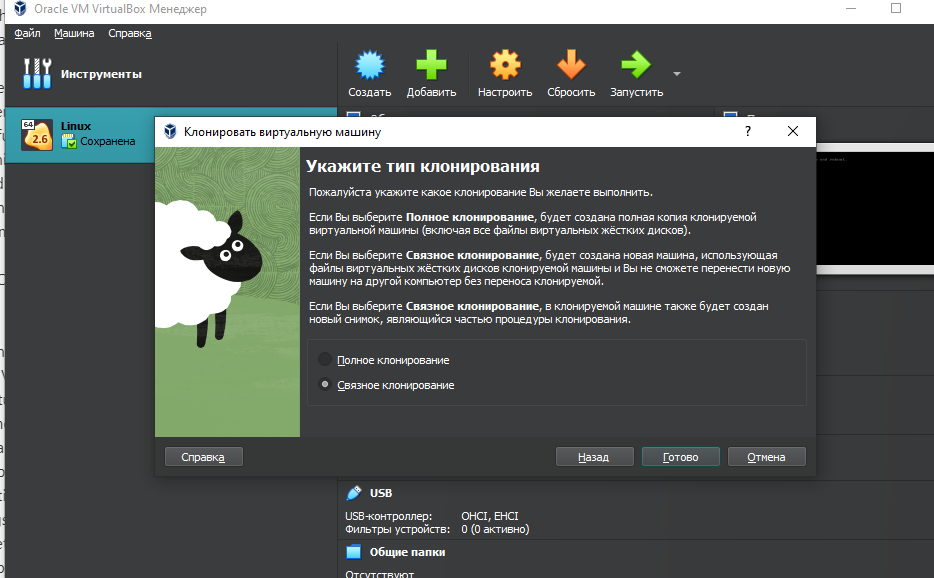 Oracle VM VirtualBox Менеджер
Файл Машина Справка
Инструменты
Создать Добавить Настроить Сбросить Запустить
64
2.6
Linux
Сохранена
Клонировать виртуальную машину
?
Укажите тип клонирования
Пожалуйста укажите какое клонирование Вы желаете выполнить.
Если Вы выберите Полное клонирование, будет создана полная копия клонируемой
виртуальной машины (включая все файлы виртуальных жёстких дисков).
Если Вы выберите Связное клонирование, будет создана новая машина, использующая
файлы виртуальных жёстких дисков клонируемой машины и Вы не сможете перенести новую
машину на другой компьютер без переноса клонируемой.
Если Вы выберите Связное клонирование, в клонируемой машине также будет создан
новый снимок, являющийся частью процедуры клонирования.
Полное клонирование
Связное клонирование
Справка Назад Готово Отмена
USB
USB-контроллер: OHCI, EHCI
Фильтры устройств: 0 (0 активно)
Общие папки
Отсутствуют